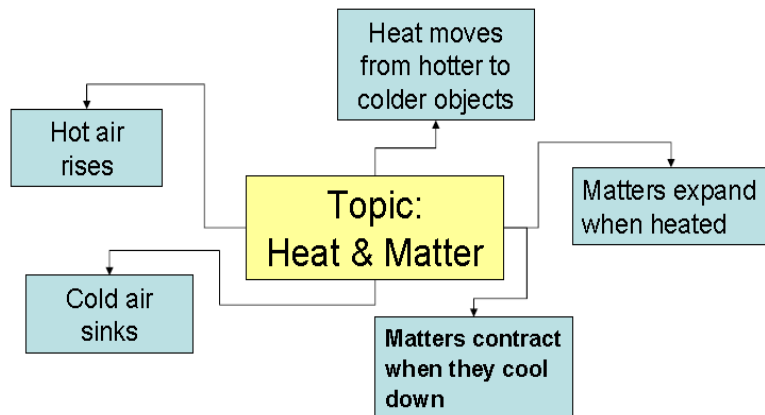 Heat moves
from hotter to
colder objects
Hot air
rises
Topic:
Heat & Matter
Matters expand
when heated
Cold air
sinks
Matters contract
when they cool
down